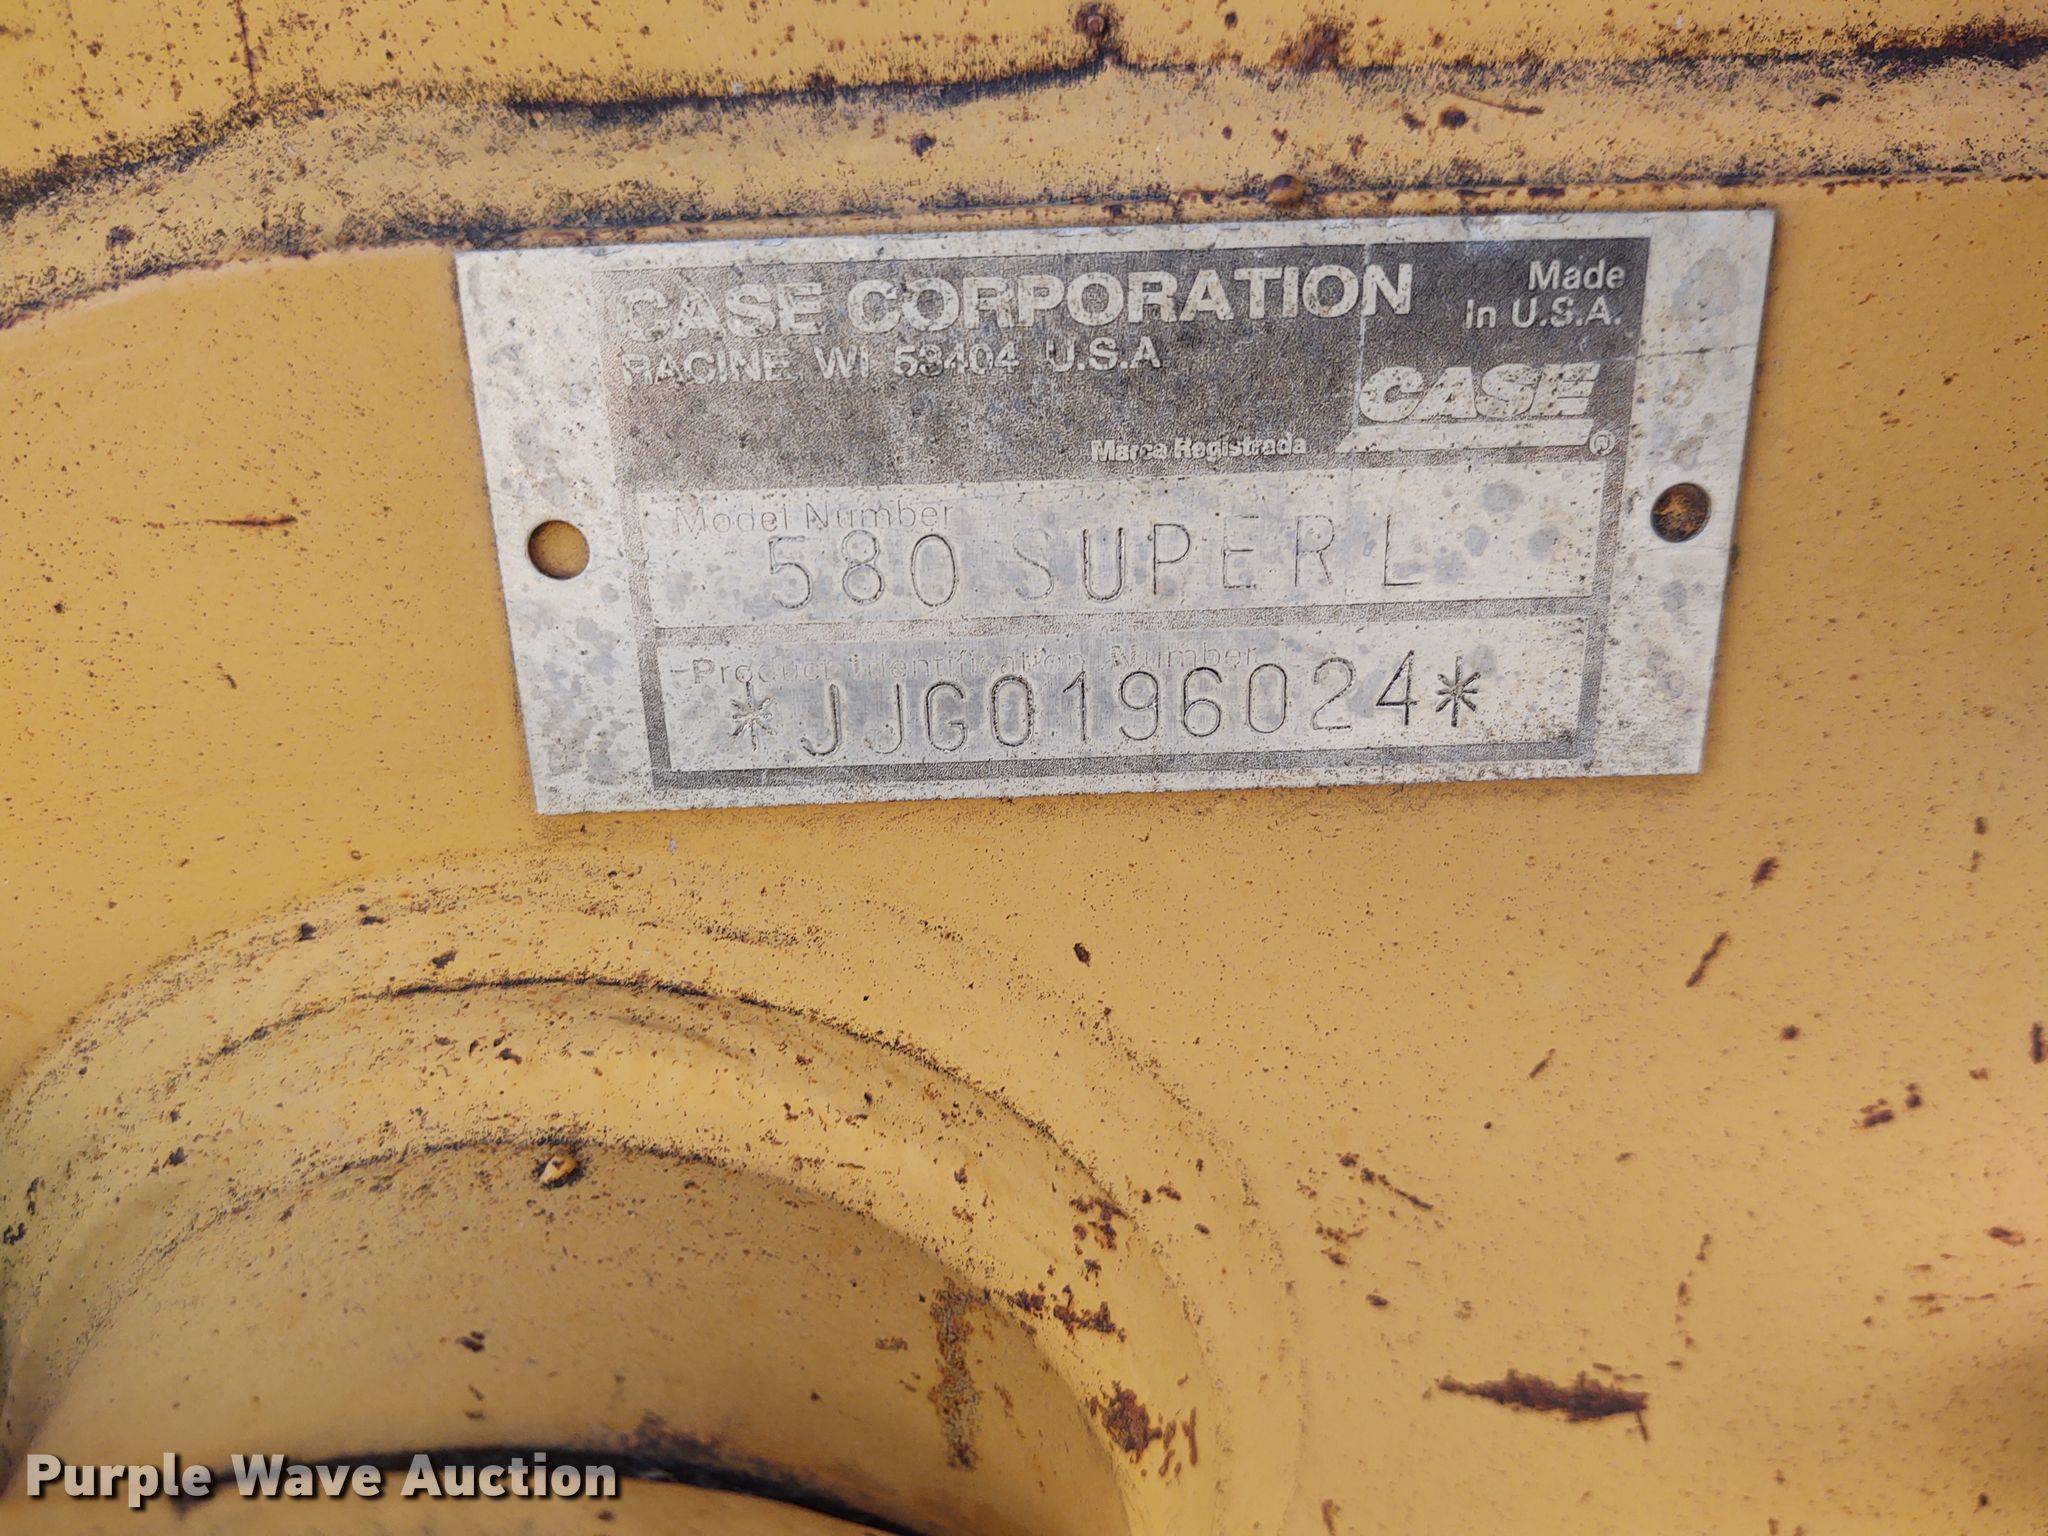 CASE CORPORATION
RACINE, WI 53404 U.S.A.
Made
in U.S.A.
CASE
Marca Registrada ®
Model Number
580 SUPER L
Product Identification Number
*JJG0196024*
Purple Wave Auction